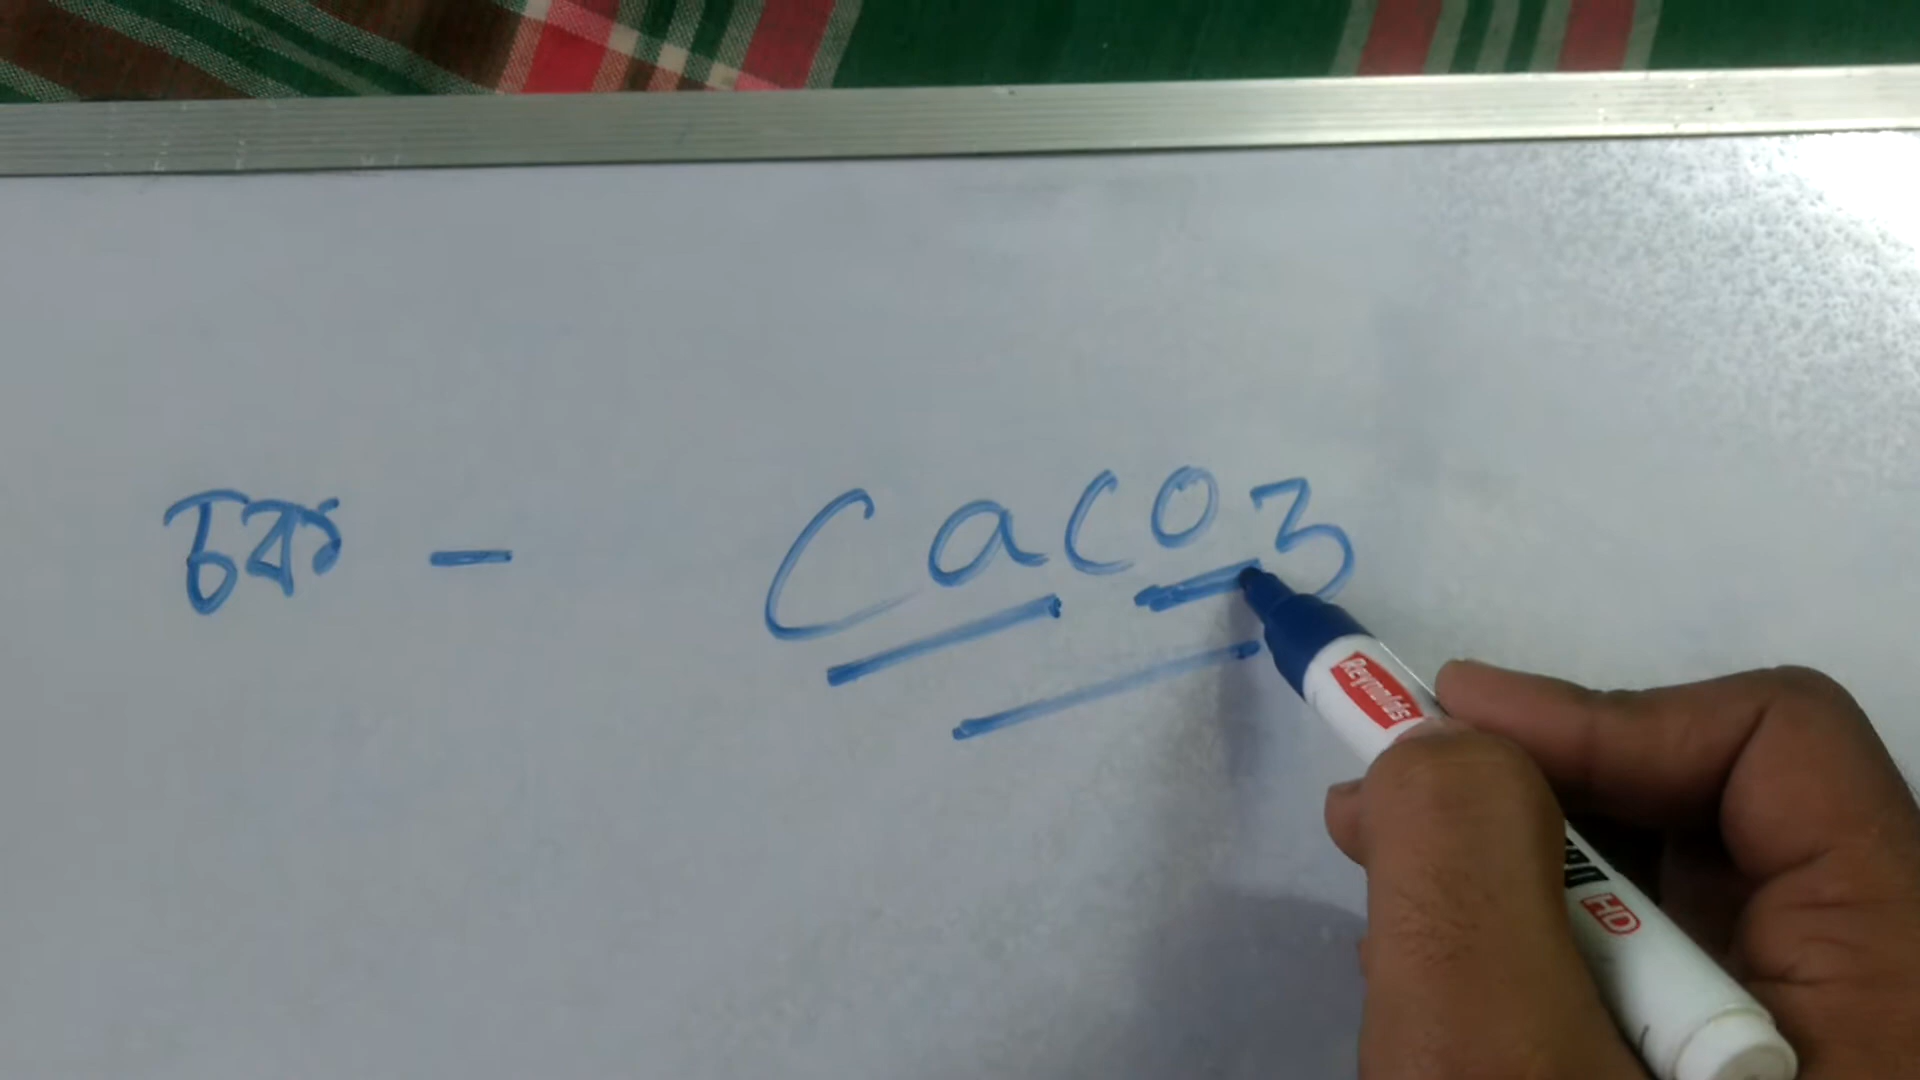 চক - CaCO3
Reynolds
HD